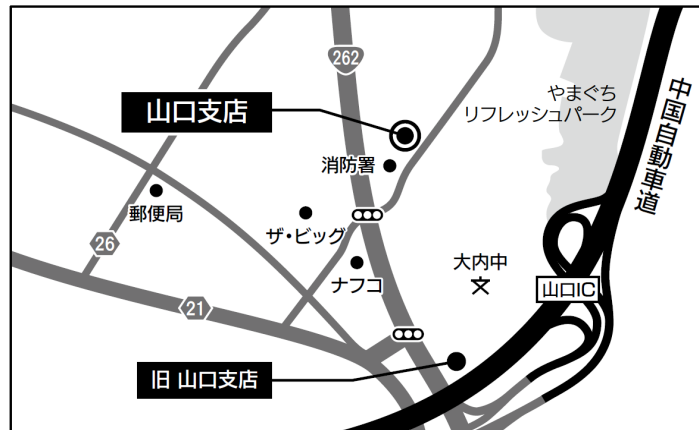 262
やまぐち
リフレッシュパーク
中国自動車道
山口支店
消防署
郵便局
ザ・ビッグ
26
大内中
ナフコ
山口IC
21
旧 山口支店